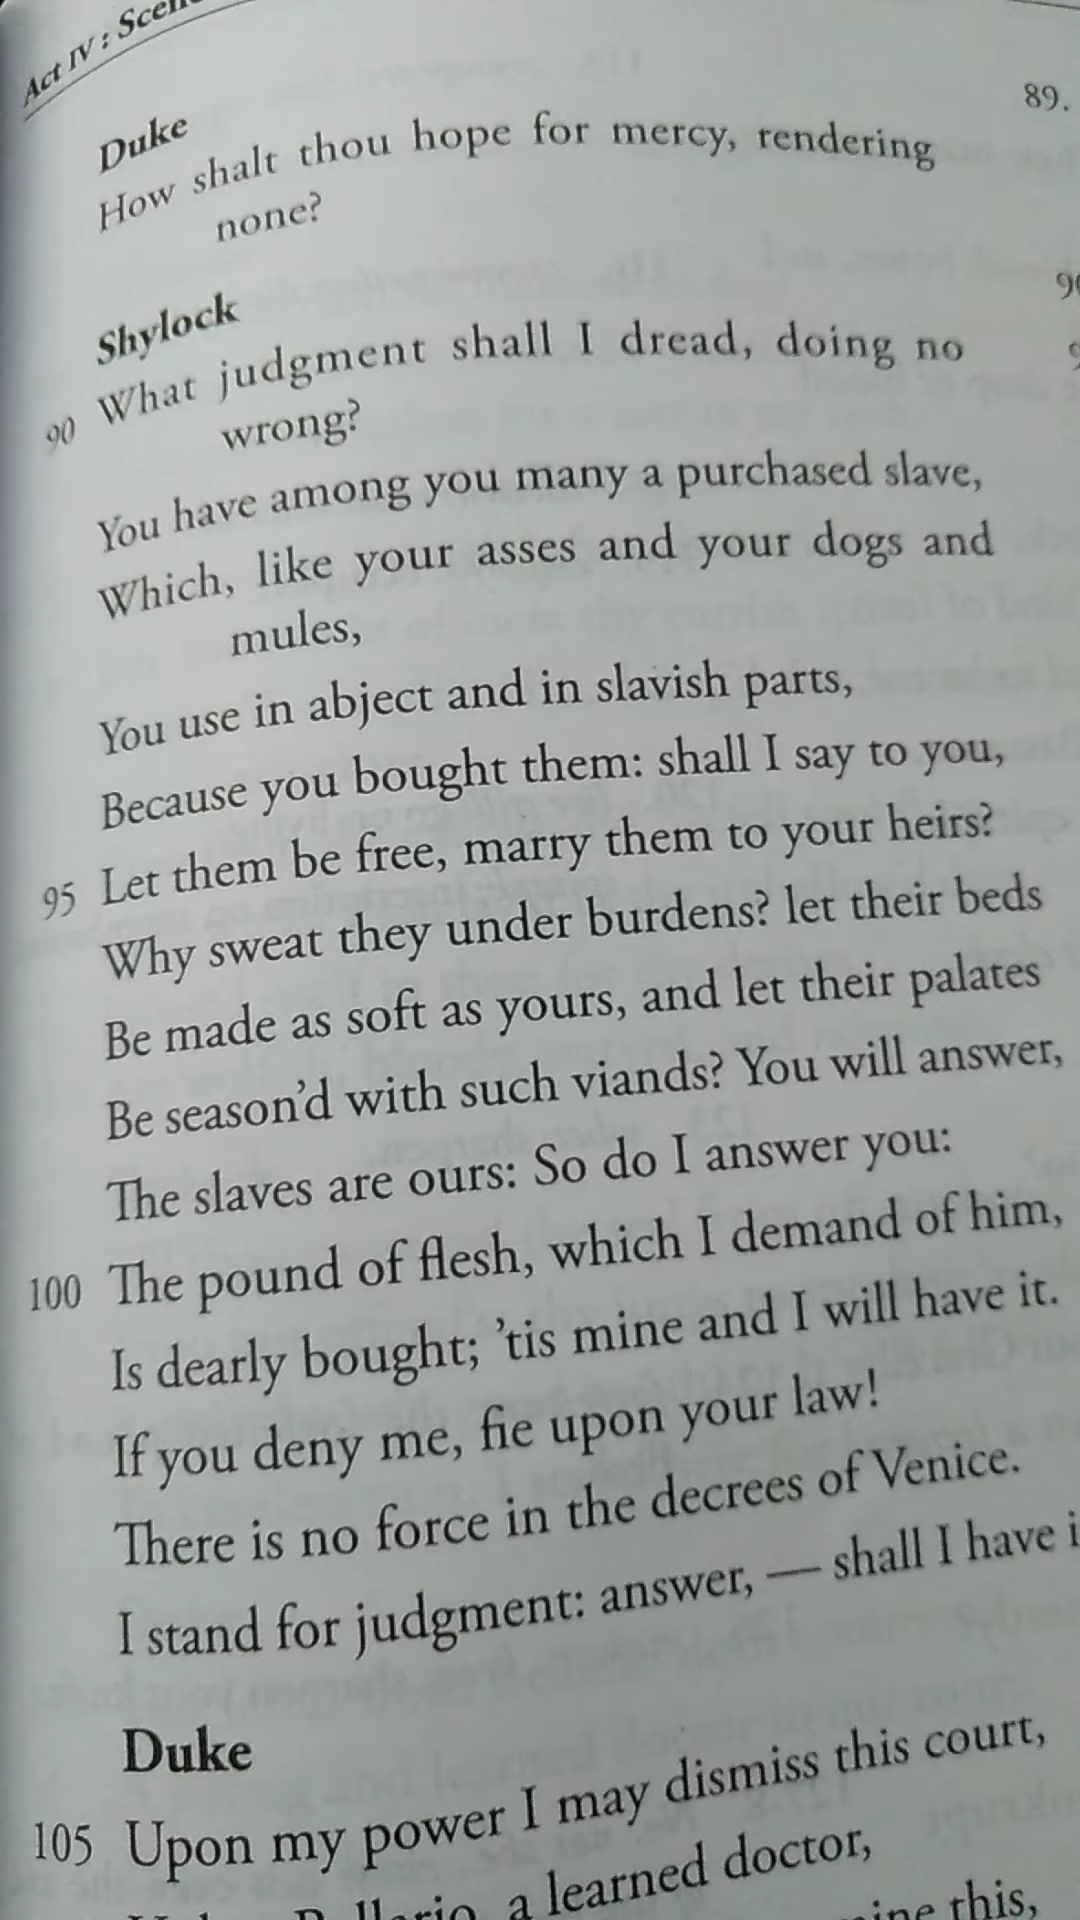 Act IV : Scen
89.
Duke
How shalt thou hope for mercy, rendering
none?
Shylock
90 What judgment shall I dread, doing no
wrong?
You have among you many a purchased slave,
Which, like your asses and your dogs and
mules,
You use in abject and in slavish parts,
Because you bought them: shall I say to you,
95 Let them be free, marry them to your heirs?
Why sweat they under burdens? let their beds
Be made as soft as yours, and let their palates
Be season'd with such viands? You will answer,
The slaves are ours: So do I answer you:
100 The pound of flesh, which I demand of him,
Is dearly bought; 'tis mine and I will have it.
If you deny me, fie upon your law!
There is no force in the decrees of Venice.
I stand for judgment: answer, — shall I have i
Duke
105 Upon my power I may dismiss this court,
a learned doctor,
this,